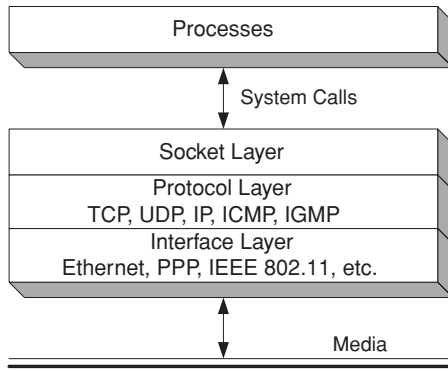 Processes
System Calls
Socket Layer
Protocol Layer
TCP, UDP, IP, ICMP, IGMP
Interface Layer
Ethernet, PPP, IEEE 802.11, etc.
Media